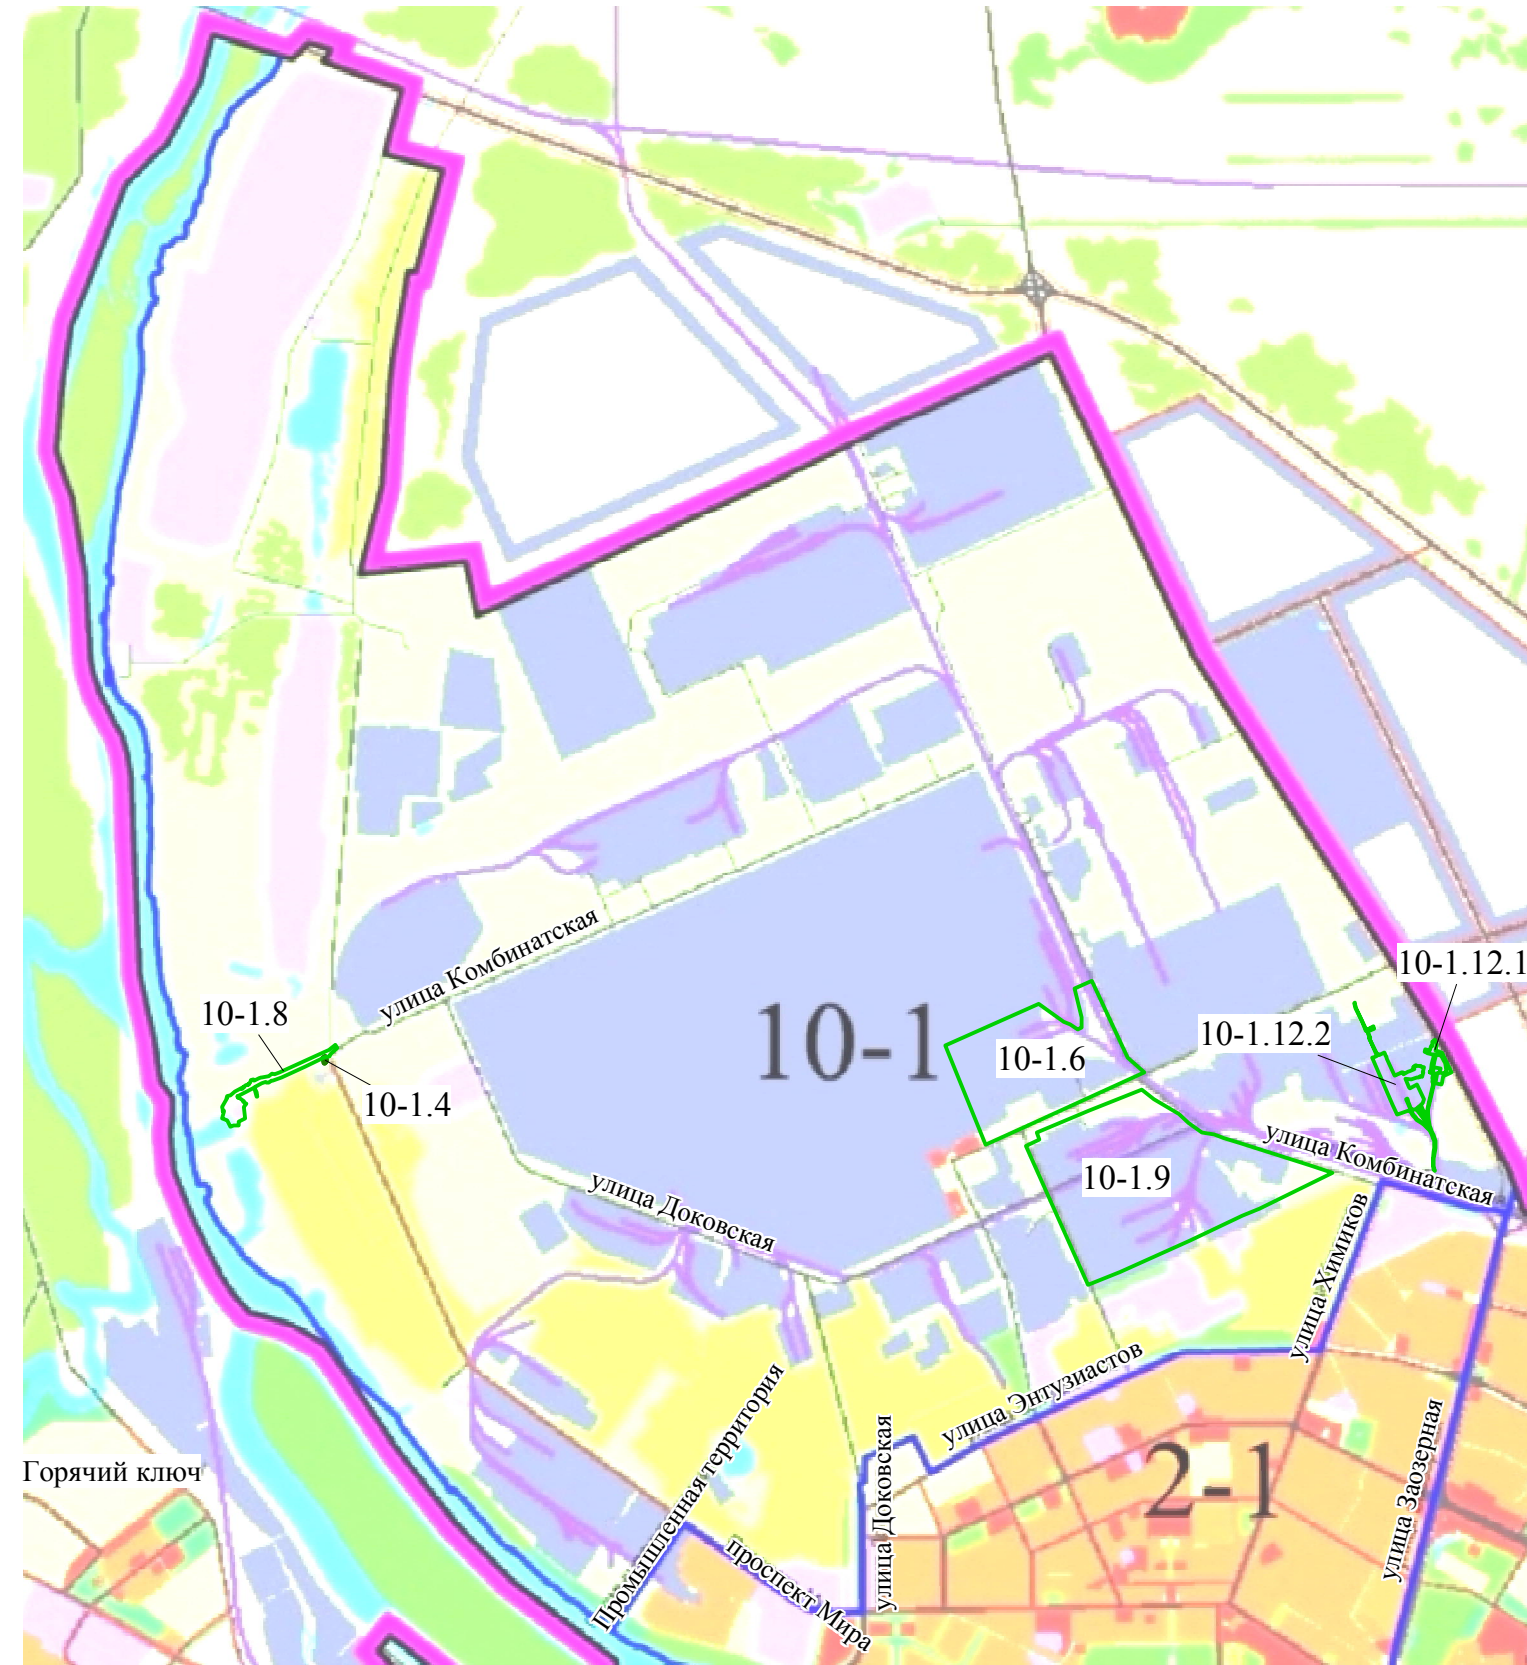 улица Комбинатская
10-1.12.1
10-1.8
10-1
10-1.12.2
10-1.6
10-1.4
улица Комбинатская
10-1.9
улица Доковская
улица Химиков
улица Энтузиастов
Промышленная территория
улица Доковская
2-1
улица Заозерная
Горячий ключ
проспект Мира